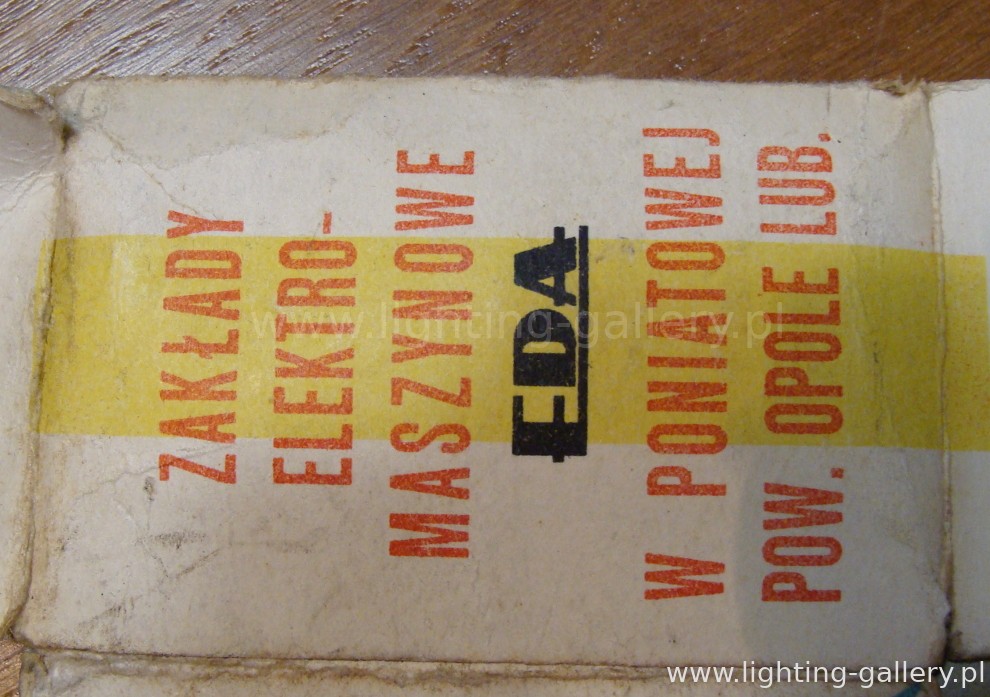 ZAKŁADY
ELEKTRO-
MASZYNOWE
EDA
W PONIATOWEJ
POW. OPOLE LUB.
www.lighting-gallery.pl
www.lighting-gallery.pl